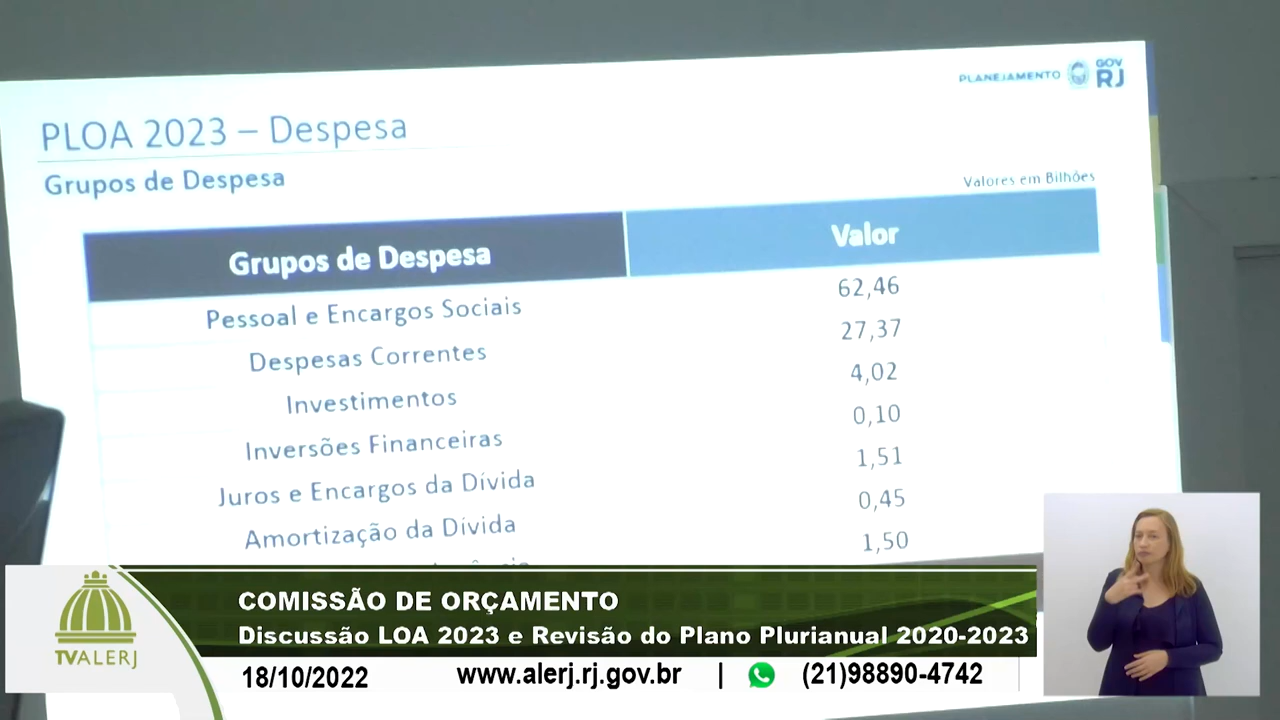 PLANEJAMENTO GOV RJ
PLOA 2023 – Despesa
Grupos de Despesa
Valores em Bilhões
Grupos de Despesa Valor
Pessoal e Encargos Sociais 62,46
Despesas Correntes 27,37
Investimentos 4,02
Inversões Financeiras 0,10
Juros e Encargos da Dívida 1,51
Amortização da Dívida 0,45
1,50
COMISSÃO DE ORÇAMENTO
Discussão LOA 2023 e Revisão do Plano Plurianual 2020-2023
TVALERJ
18/10/2022 www.alerj.rj.gov.br | (21)98890-4742